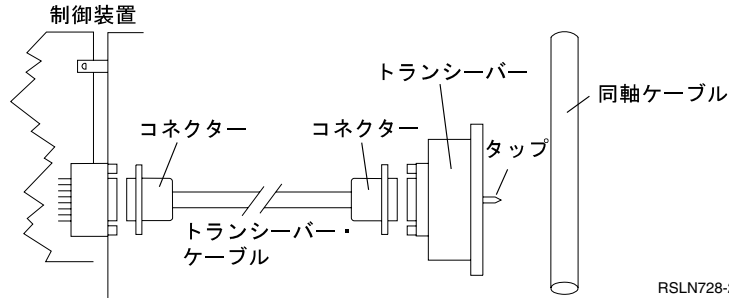 制御装置
トランシーバー
同軸ケーブル
コネクター
コネクター
タップ
トランシーバー・
ケーブル